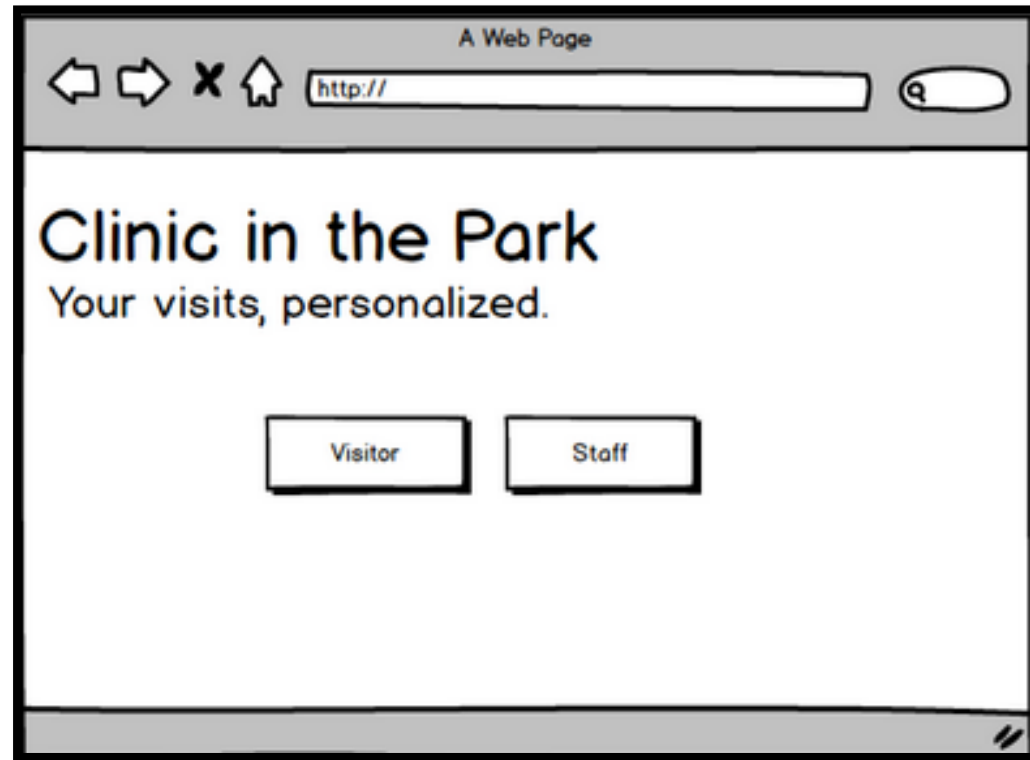 A Web Page
http://
Clinic in the Park
Your visits, personalized.
Visitor Staff